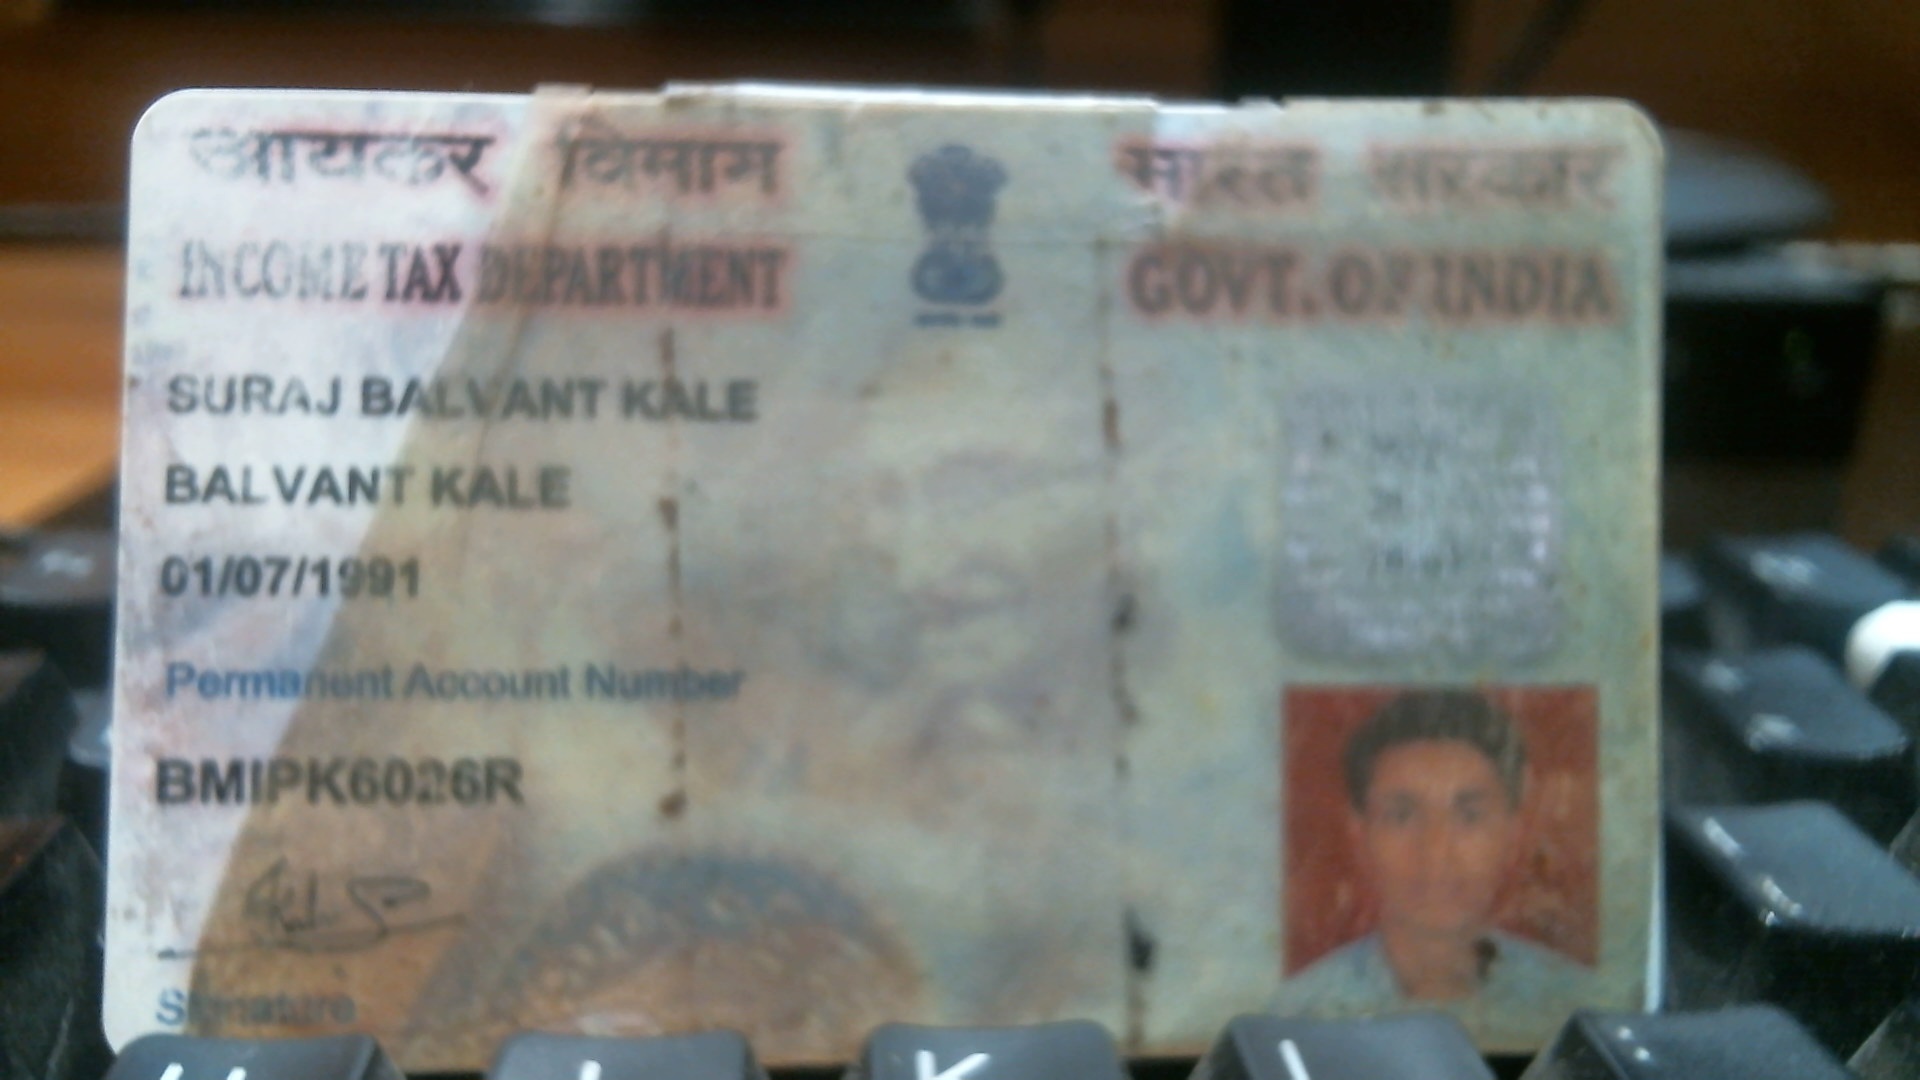 आयकर विभाग
INCOME TAX DEPARTMENT
भारत सरकार
GOVT. OF INDIA
SURAJ BALVANT KALE
BALVANT KALE
01/07/1991
Permanent Account Number
BMIPK6026R
Signature
K